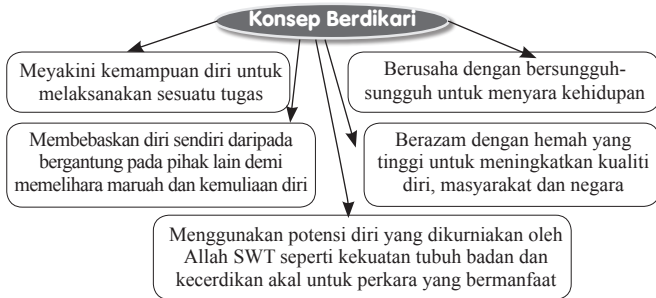 Konsep Berdikari
Meyakini kemampuan diri untuk
melaksanakan sesuatu tugas
Berusaha dengan bersungguh-
sungguh untuk menyara kehidupan
Membebaskan diri sendiri daripada
bergantung pada pihak lain demi
memelihara maruah dan kemuliaan diri
Berazam dengan hemah yang
tinggi untuk meningkatkan kualiti
diri, masyarakat dan negara
Menggunakan potensi diri yang dikurniakan oleh
Allah SWT seperti kekuatan tubuh badan dan
kecerdikan akal untuk perkara yang bermanfaat